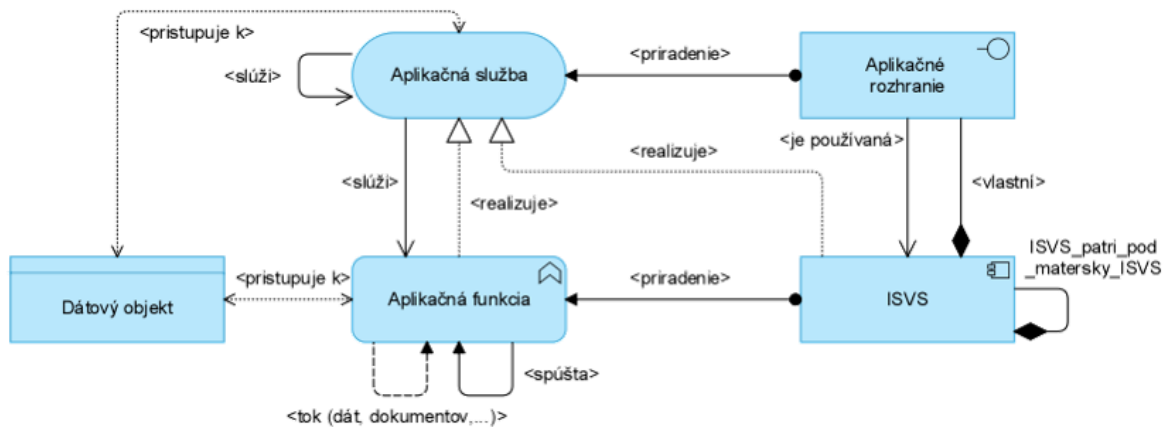 <pristupuje k>
<slúži>
Aplikačná služba
<priradenie>
Aplikačné
rozhranie
<je používaná>
<realizuje>
<slúži>
<realizuje>
<vlastní>
ISVS_patri_pod
_matersky_ISVS
Dátový objekt
<pristupuje k>
Aplikačná funkcia
<priradenie>
ISVS
<spúšta>
<tok (dát, dokumentov,...)>